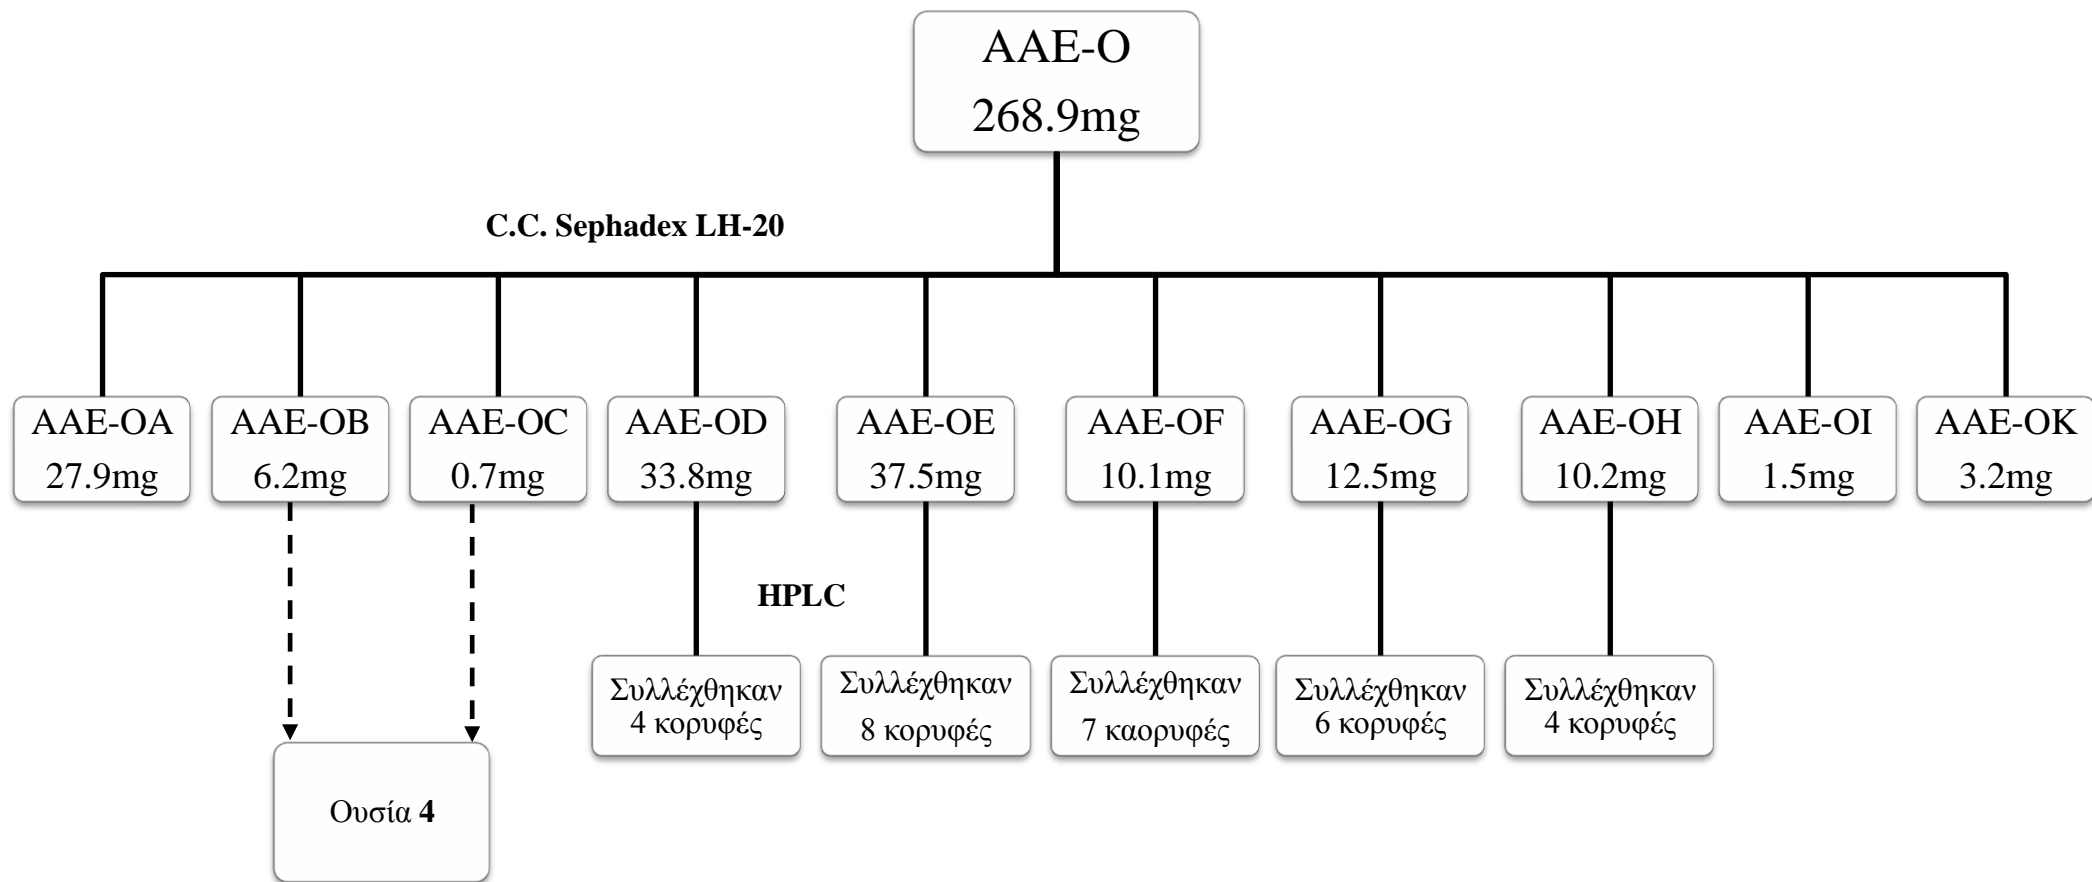 AAE-O
268.9mg
C.C. Sephadex LH-20
AAE-OA
27.9mg
AAE-OB
6.2mg
AAE-OC
0.7mg
AAE-OD
33.8mg
AAE-OE
37.5mg
AAE-OF
10.1mg
AAE-OG
12.5mg
AAE-OH
10.2mg
AAE-OI
1.5mg
AAE-OK
3.2mg
HPLC
Συλλέχθηκαν
4 κορυφές
Συλλέχθηκαν
8 κορυφές
Συλλέχθηκαν
7 καορυφές
Συλλέχθηκαν
6 κορυφές
Συλλέχθηκαν
4 κορυφές
Ουσία 4